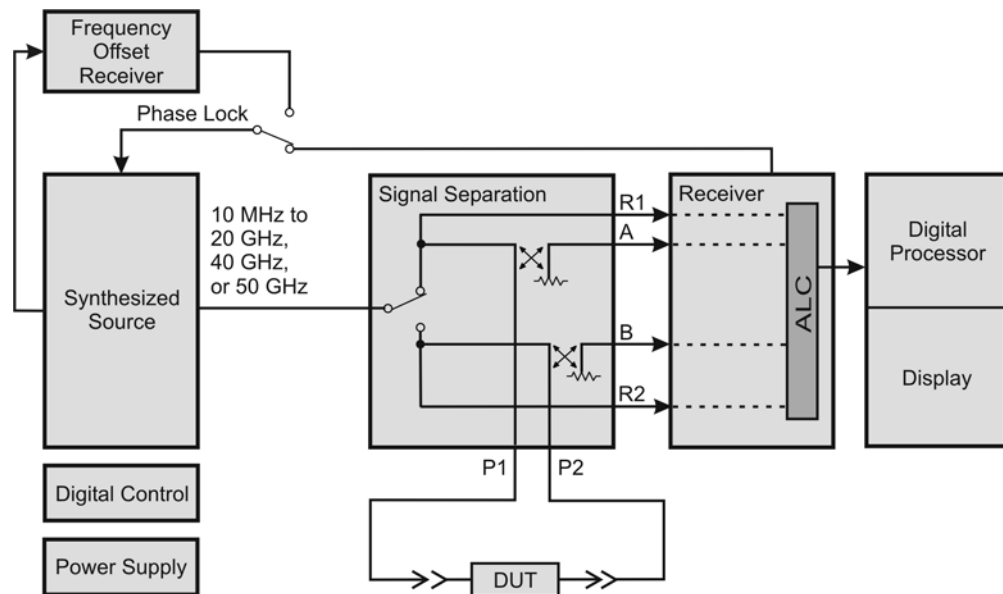 Frequency
Offset
Receiver
Phase Lock
Synthesized
Source
10 MHz to
20 GHz,
40 GHz,
or 50 GHz
Signal Separation
R1
A
B
R2
Receiver
ALC
Digital
Processor
Display
P1
P2
Digital Control
Power Supply
DUT